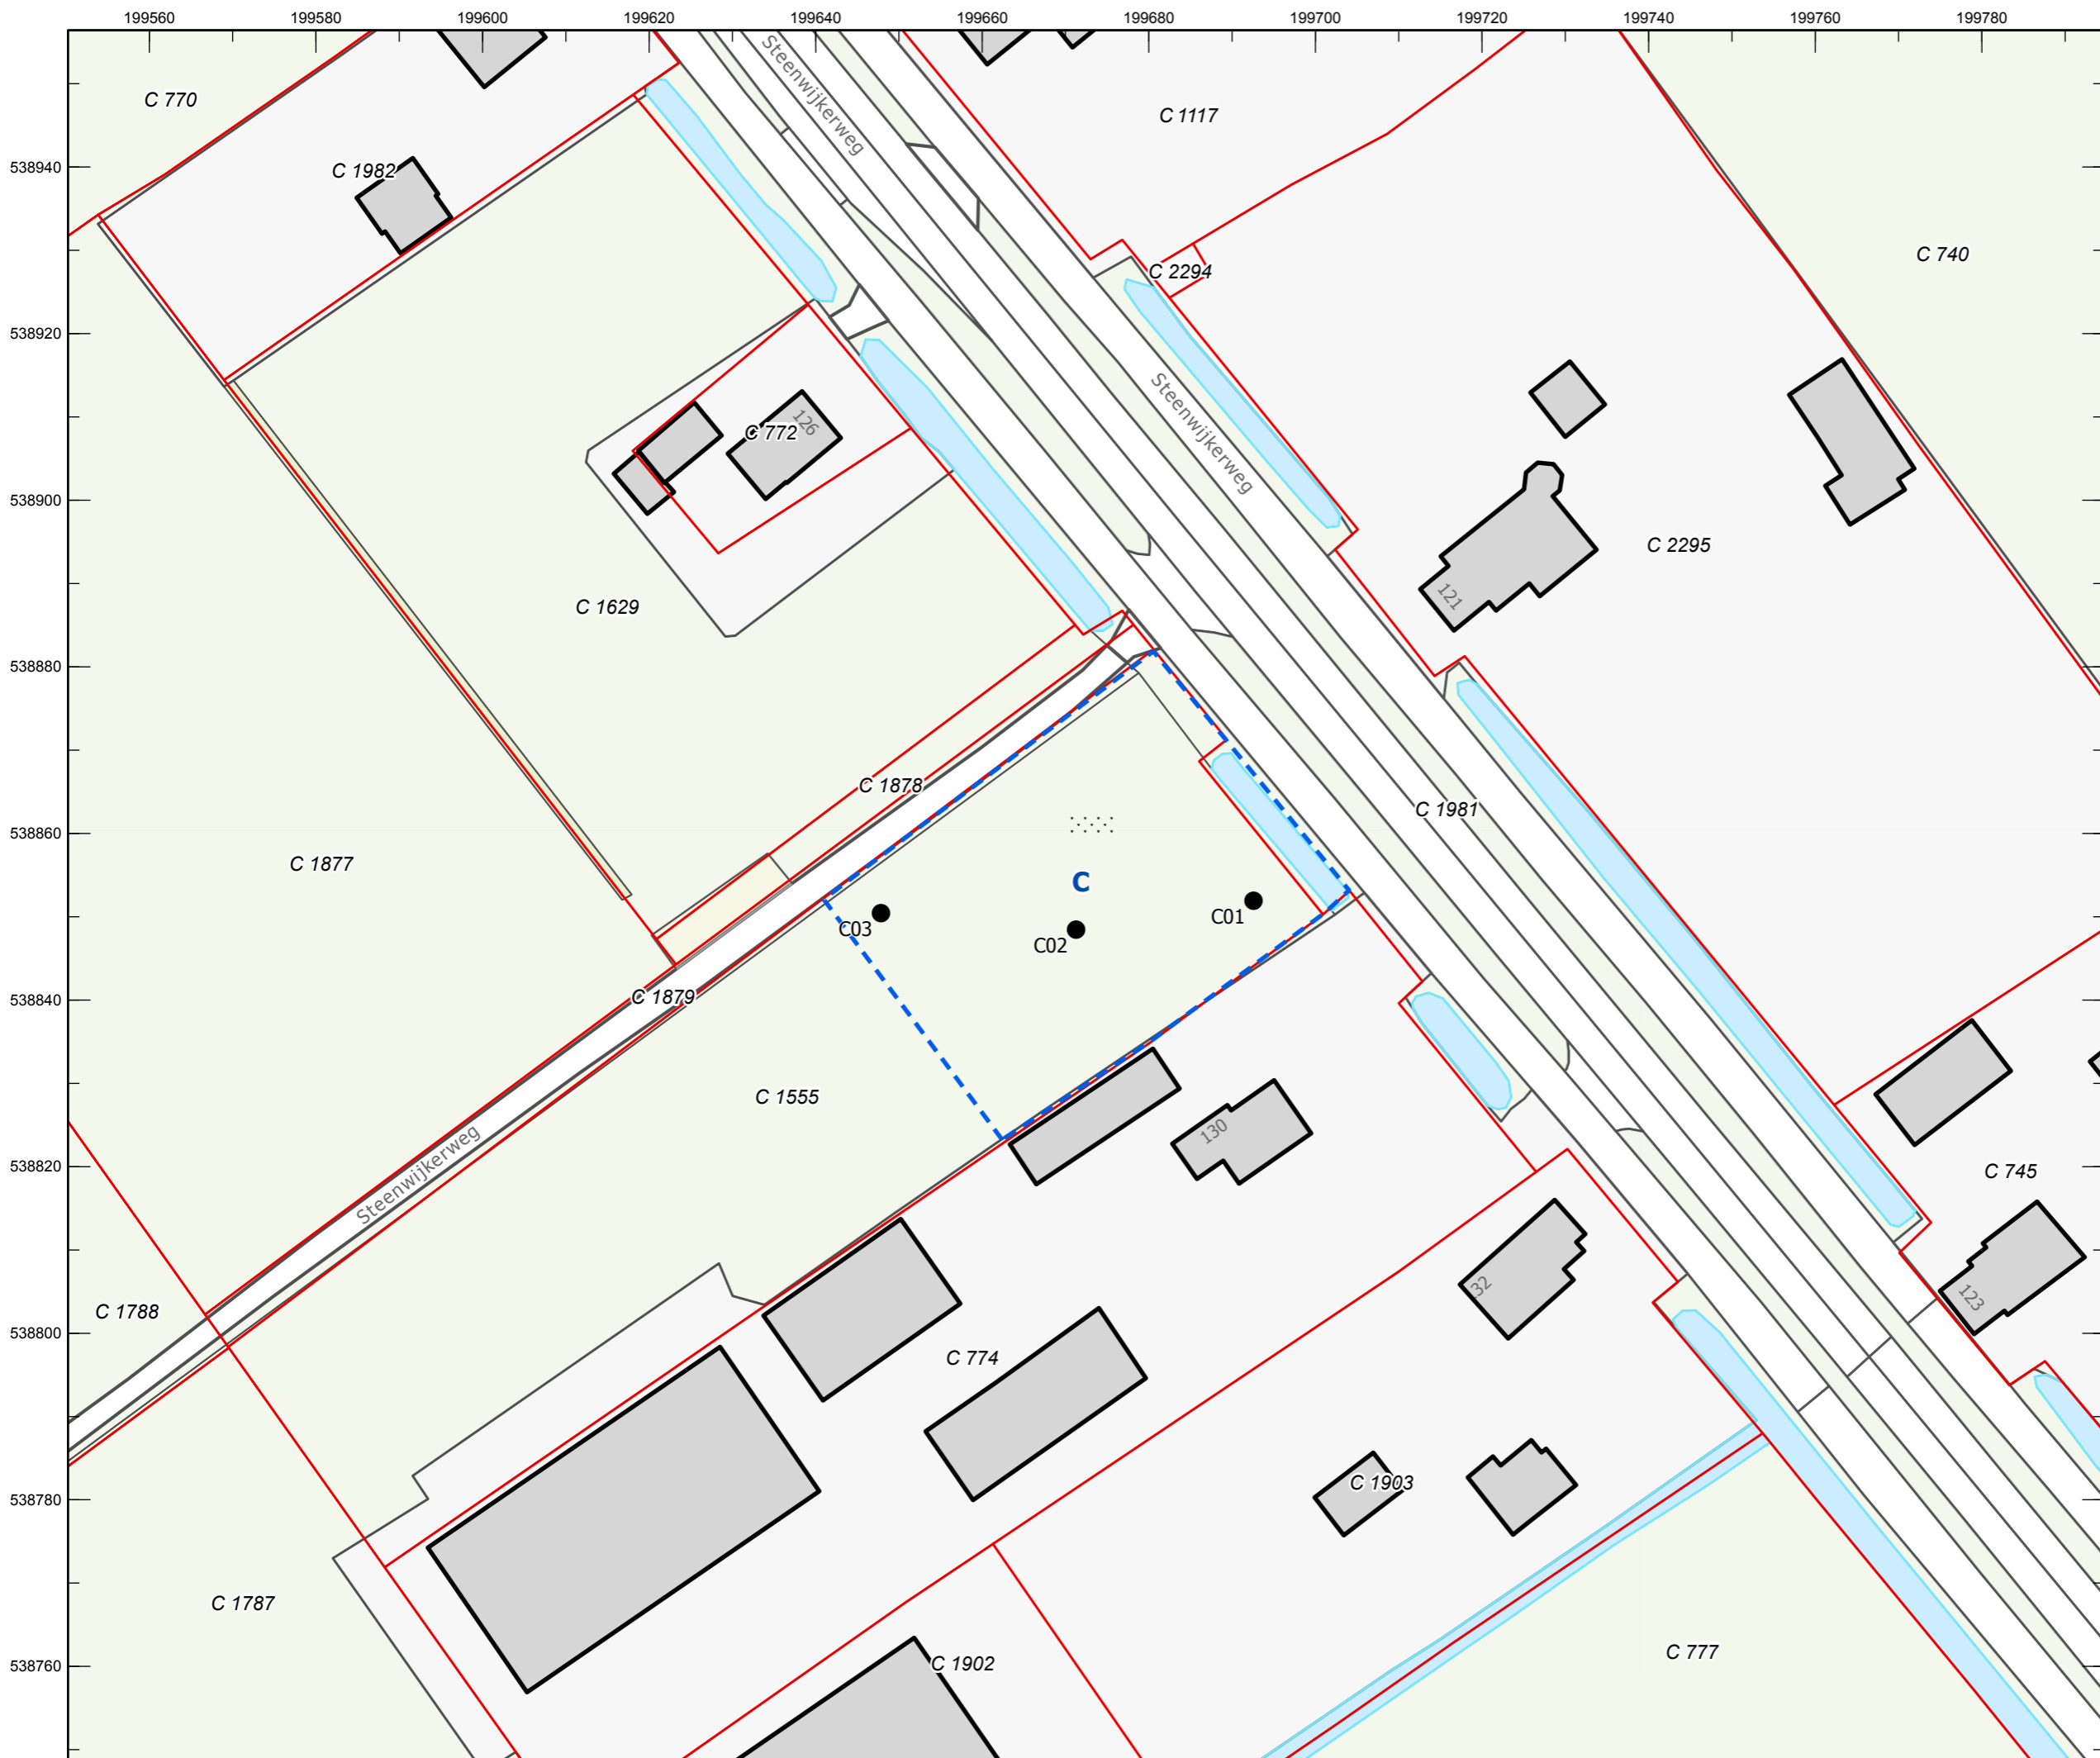 199560 199580 199600 199620 199640 199660 199680 199700 199720 199740 199760 199780
538940
538920
538900
538880
538860
538840
538820
538800
538780
538760
Steenwijkerweg
C 770
C 1117
C 1982
C 740
C 2294
Steenwijkerweg
126
C 772
C 2295
121
C 1629
C 1878
C 1981
C 1877
C
C03
C01
C02
C 1879
C 1555
130
Steenwijkerweg
C 745
32
123
C 1788
C 774
C 1903
C 1787
C 1902
C 777